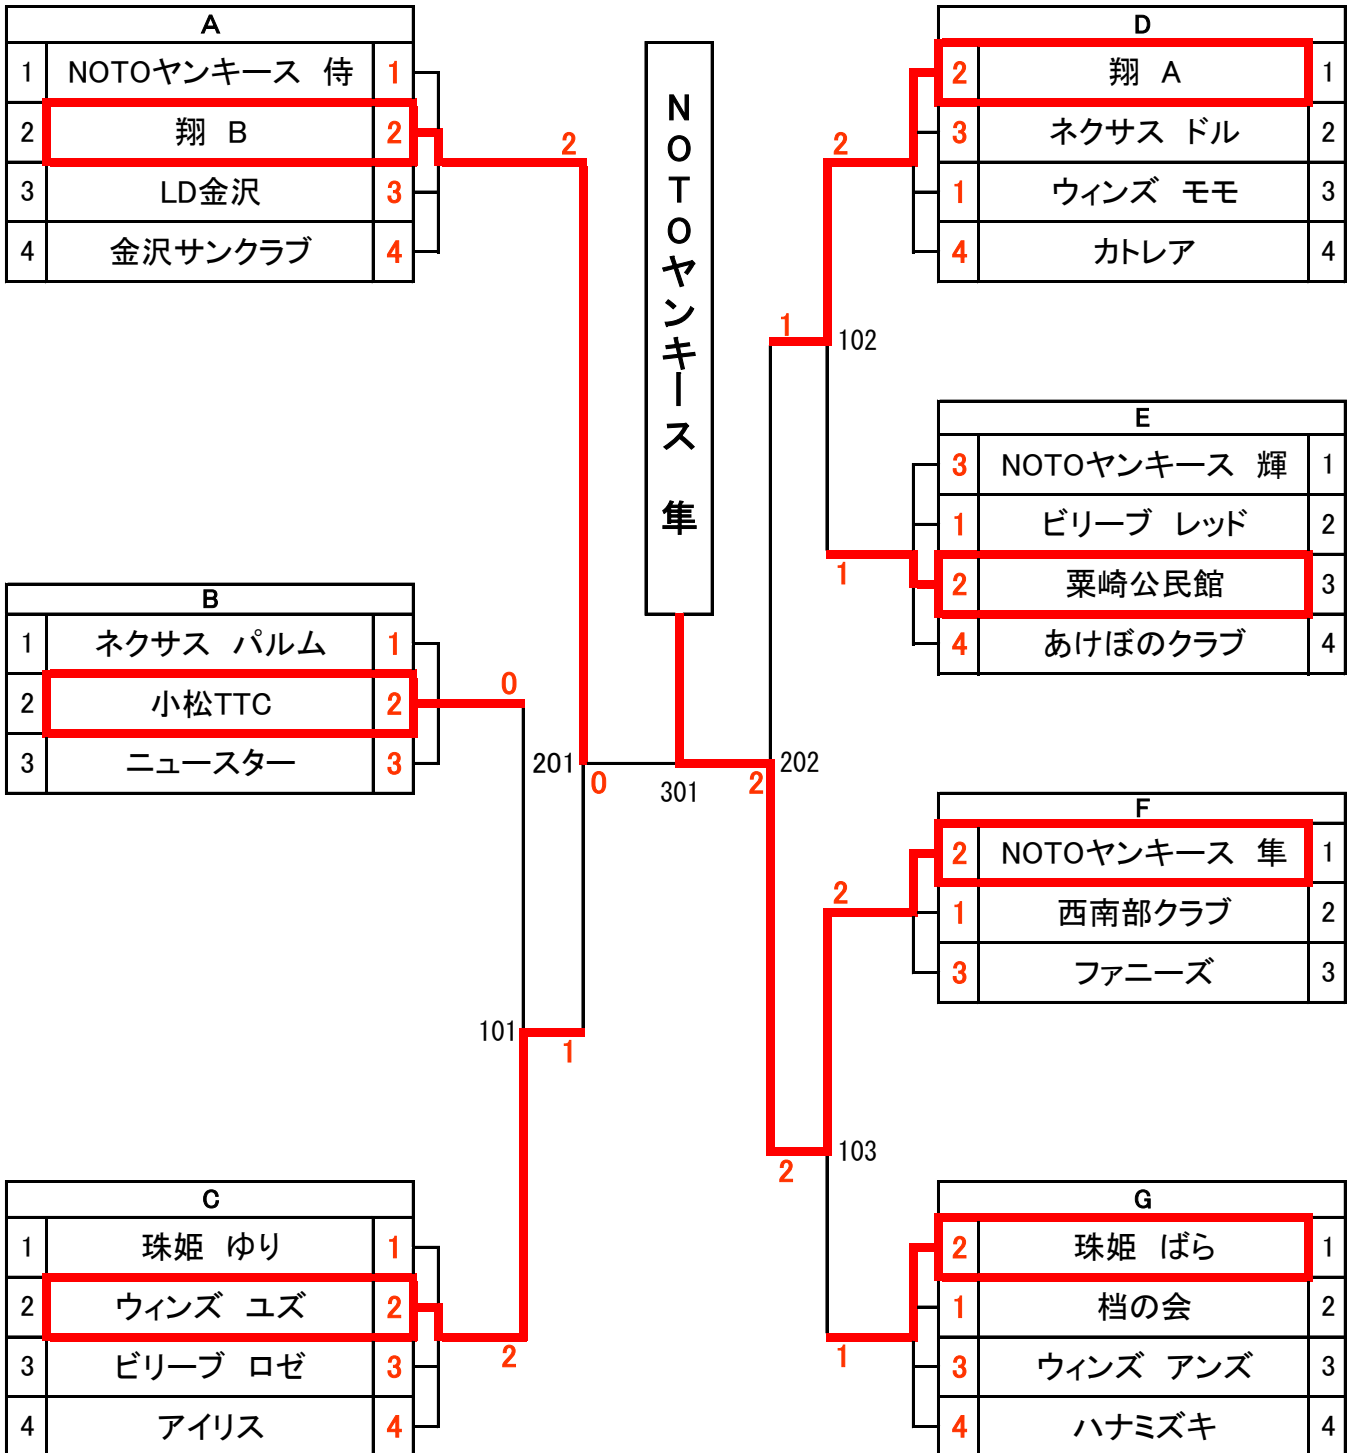 A
1 NOTOヤンキース 侍 1
2 翔 B 2
3 LD金沢 3
4 金沢サンクラブ 4
2
B
1 ネクサス パルム 1
2 小松TTC 2
3 ニュースター 3
0
201
0
101
1
C
1 珠姫 ゆり 1
2 ウィンズ ユズ 2
3 ビリーブ ロゼ 3
4 アイリス 4
2
NOTOヤンキース 隼
301
2
202
D
2 翔 A 1
3 ネクサス ドル 2
1 ウィンズ モモ 3
4 カトレア 4
2
1
102
E
3 NOTOヤンキース 輝 1
1 ビリーブ レッド 2
2 粟崎公民館 3
4 あけぼのクラブ 4
1
F
2 NOTOヤンキース 隼 1
1 西南部クラブ 2
3 ファニーズ 3
2
103
2
G
2 珠姫 ばら 1
1 档の会 2
3 ウィンズ アンズ 3
4 ハナミズキ 4
1